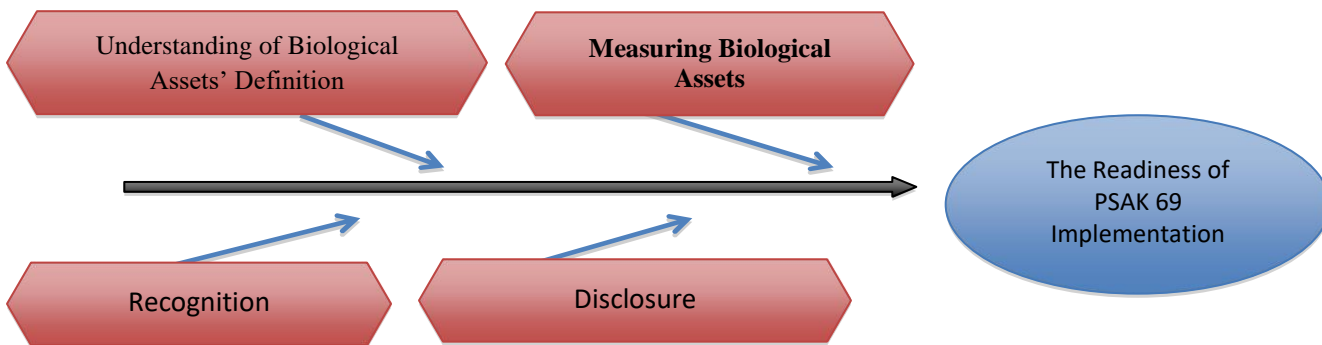 Understanding of Biological
Assets’ Definition
Measuring Biological
Assets
The Readiness of
PSAK 69
Implementation
Recognition
Disclosure